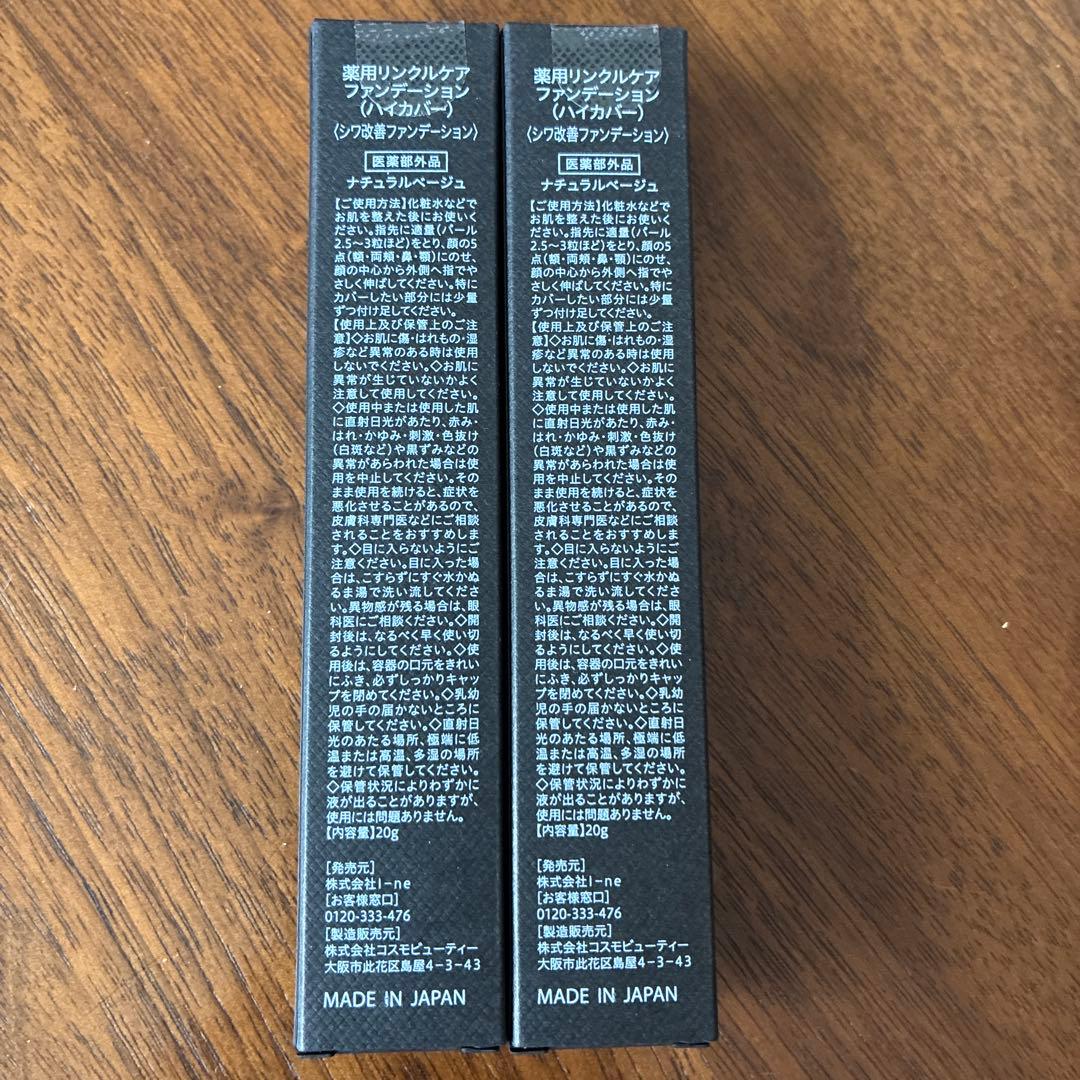 薬用リンクルケア
ファンデーション
(ハイカバー)
〈シワ改善ファンデーション〉
医薬部外品
ナチュラルベージュ
【ご使用方法】化粧水などで
お肌を整えた後にお使いく
ださい。指先に適量(パール
2.5〜3粒ほど)をとり、顔の5
点(額・両頬・鼻・顎)にのせ、
顔の中心から外側へ指でや
さしく伸ばしてください。特に
カバーしたい部分には少量
ずつ付け足してください。
【使用上及び保管上のご注
意】◇お肌に傷・はれもの・湿
疹など異常のある時は使用
しないでください。◇お肌に
異常が生じていないかよく
注意して使用してください。
◇使用中または使用した肌
に直射日光があたり、赤み・
はれ・かゆみ・刺激・色抜け
(白斑など)や黒ずみなどの
異常があらわれた場合は使
用を中止してください。その
まま使用を続けると、症状を
悪化させることがあるので、
皮膚科専門医などにご相談
されることをおすすめしま
す。◇目に入らないようにご
注意ください。目に入った場
合は、こすらずにすぐ水かぬ
るま湯で洗い流してくださ
い。異物感が残る場合は、眼
科医にご相談ください。◇開
封後は、なるべく早く使い切
るようにしてください。◇使
用後は、容器の口元をきれい
にふき、必ずしっかりキャッ
プを閉めてください。◇乳幼
児の手の届かないところに
保管してください。◇直射日
光のあたる場所、極端に低
温または高温、多湿の場所
を避けて保管してください。
◇保管状況によりわずかに
液が出ることがありますが、
使用には問題ありません。
【内容量】20g
[発売元]
株式会社I-ne
[お客様窓口]
0120-333-476
[製造販売元]
株式会社コスモビューティー
大阪市此花区島屋4-3-43
MADE IN JAPAN
薬用リンクルケア
ファンデーション
(ハイカバー)
〈シワ改善ファンデーション〉
医薬部外品
ナチュラルベージュ
【ご使用方法】化粧水などで
お肌を整えた後にお使いく
ださい。指先に適量(パール
2.5〜3粒ほど)をとり、顔の5
点(額・両頬・鼻・顎)にのせ、
顔の中心から外側へ指でや
さしく伸ばしてください。特に
カバーしたい部分には少量
ずつ付け足してください。
【使用上及び保管上のご注
意】◇お肌に傷・はれもの・湿
疹など異常のある時は使用
しないでください。◇お肌に
異常が生じていないかよく
注意して使用してください。
◇使用中または使用した肌
に直射日光があたり、赤み・
はれ・かゆみ・刺激・色抜け
(白斑など)や黒ずみなどの
異常があらわれた場合は使
用を中止してください。その
まま使用を続けると、症状を
悪化させることがあるので、
皮膚科専門医などにご相談
されることをおすすめしま
す。◇目に入らないようにご
注意ください。目に入った場
合は、こすらずにすぐ水かぬ
るま湯で洗い流してくださ
い。異物感が残る場合は、眼
科医にご相談ください。◇開
封後は、なるべく早く使い切
るようにしてください。◇使
用後は、容器の口元をきれい
にふき、必ずしっかりキャッ
プを閉めてください。◇乳幼
児の手の届かないところに
保管してください。◇直射日
光のあたる場所、極端に低
温または高温、多湿の場所
を避けて保管してください。
◇保管状況によりわずかに
液が出ることがありますが、
使用には問題ありません。
【内容量】20g
[発売元]
株式会社I-ne
[お客様窓口]
0120-333-476
[製造販売元]
株式会社コスモビューティー
大阪市此花区島屋4-3-43
MADE IN JAPAN